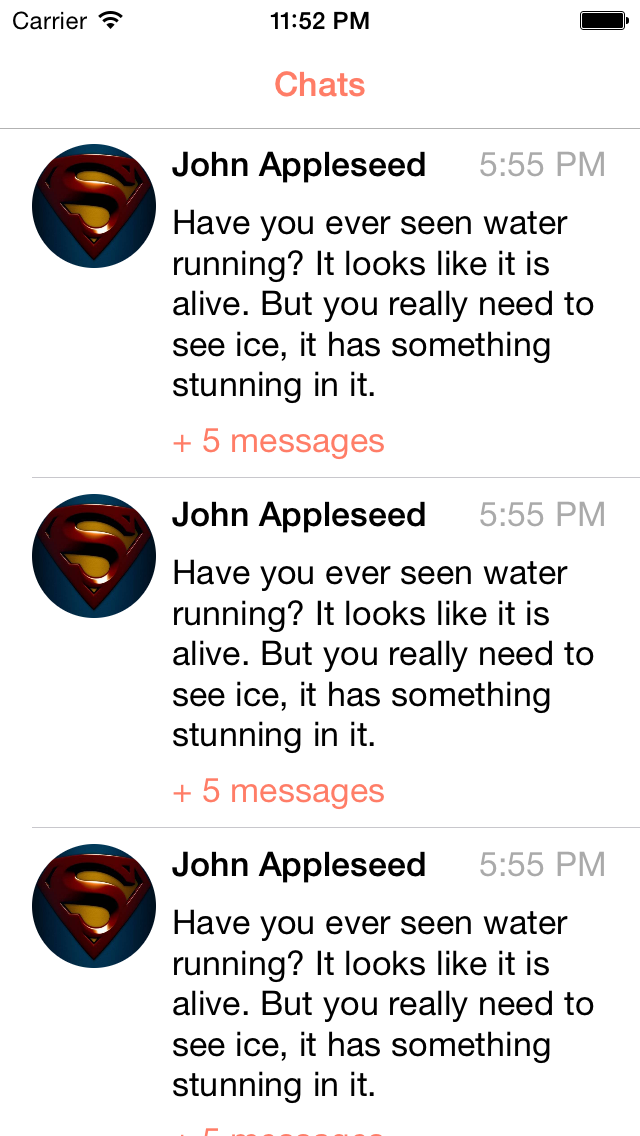 Carrier 11:52 PM
Chats
John Appleseed 5:55 PM
Have you ever seen water
running? It looks like it is
alive. But you really need to
see ice, it has something
stunning in it.
+ 5 messages
John Appleseed 5:55 PM
Have you ever seen water
running? It looks like it is
alive. But you really need to
see ice, it has something
stunning in it.
+ 5 messages
John Appleseed 5:55 PM
Have you ever seen water
running? It looks like it is
alive. But you really need to
see ice, it has something
stunning in it.
+ 5 messages